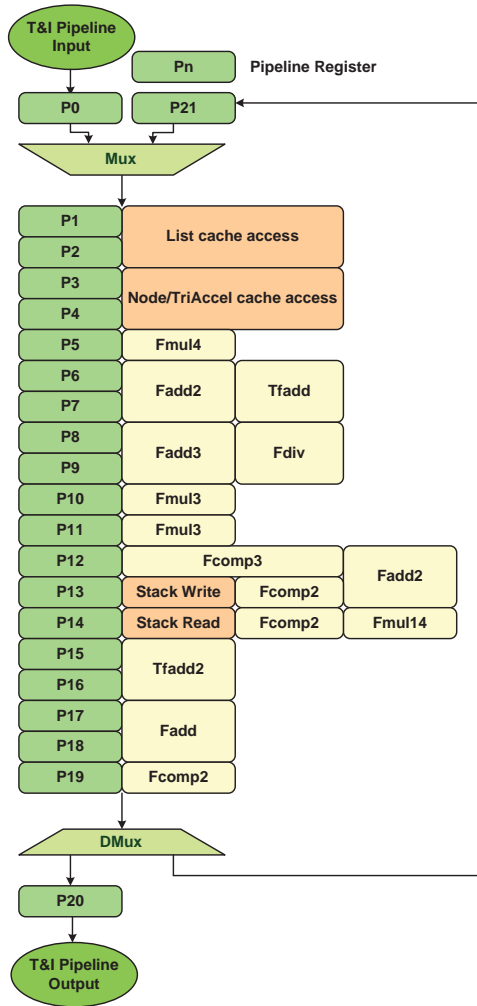 T&I Pipeline
Input
Pn
Pipeline Register
P0
P21
Mux
P1
List cache access
P2
P3
Node/TriAccel cache access
P4
P5
Fmul4
P6
Fadd2
Tfadd
P7
P8
Fadd3
Fdiv
P9
P10
Fmul3
P11
Fmul3
P12
Fcomp3
Fadd2
P13
Stack Write
Fcomp2
P14
Stack Read
Fcomp2
Fmul14
P15
Tfadd2
P16
P17
Fadd
P18
P19
Fcomp2
DMux
P20
T&I Pipeline
Output